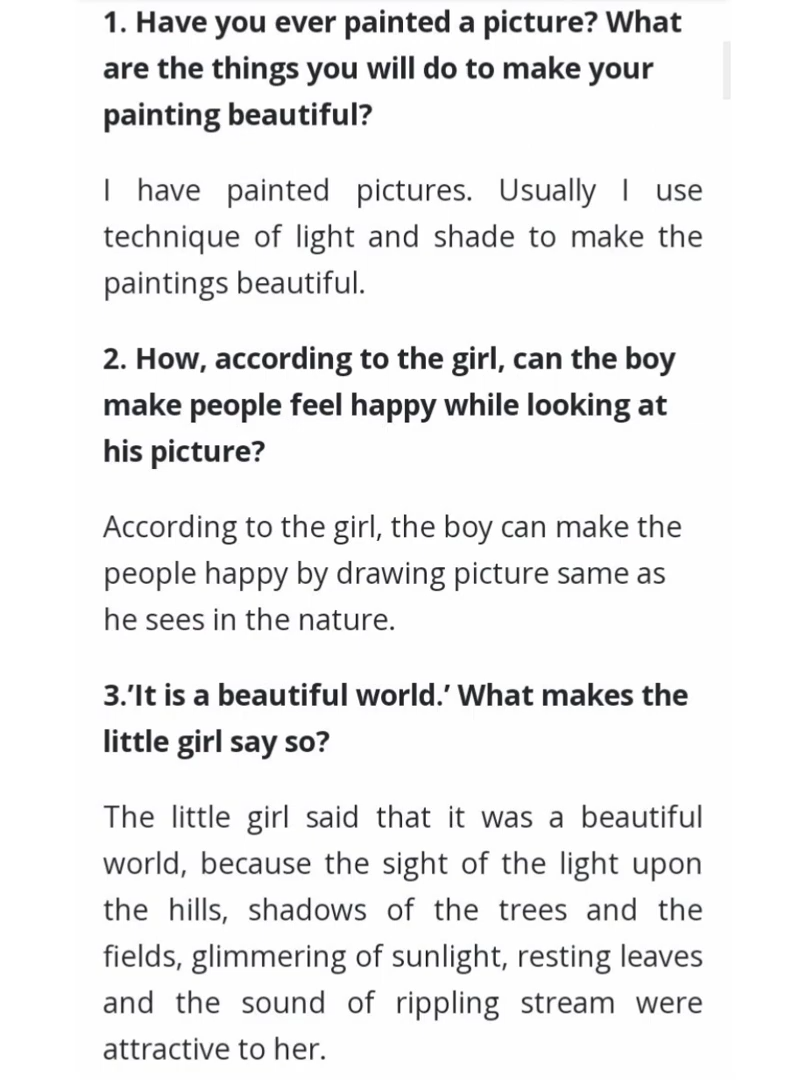 1. Have you ever painted a picture? What
are the things you will do to make your
painting beautiful?
I have painted pictures. Usually I use
technique of light and shade to make the
paintings beautiful.
2. How, according to the girl, can the boy
make people feel happy while looking at
his picture?
According to the girl, the boy can make the
people happy by drawing picture same as
he sees in the nature.
3.’It is a beautiful world.’ What makes the
little girl say so?
The little girl said that it was a beautiful
world, because the sight of the light upon
the hills, shadows of the trees and the
fields, glimmering of sunlight, resting leaves
and the sound of rippling stream were
attractive to her.